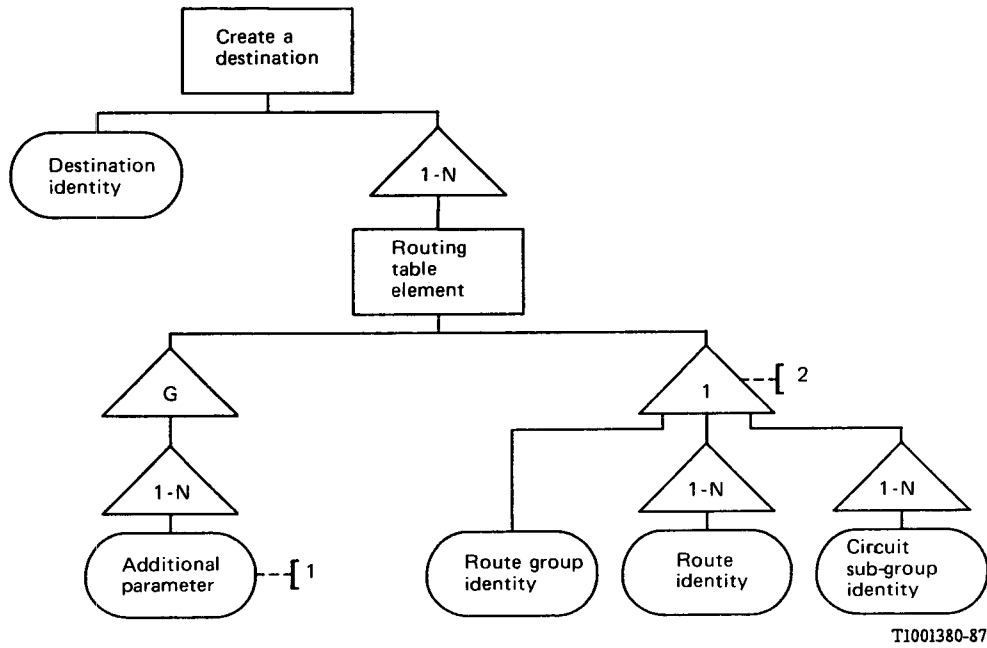 Create a
destination
Destination
identity
1-N
Routing
table
element
G
1
2
1-N
1-N
1-N
Additional
parameter
1
Route group
identity
Route
identity
Circuit
sub-group
identity
T1001380-87